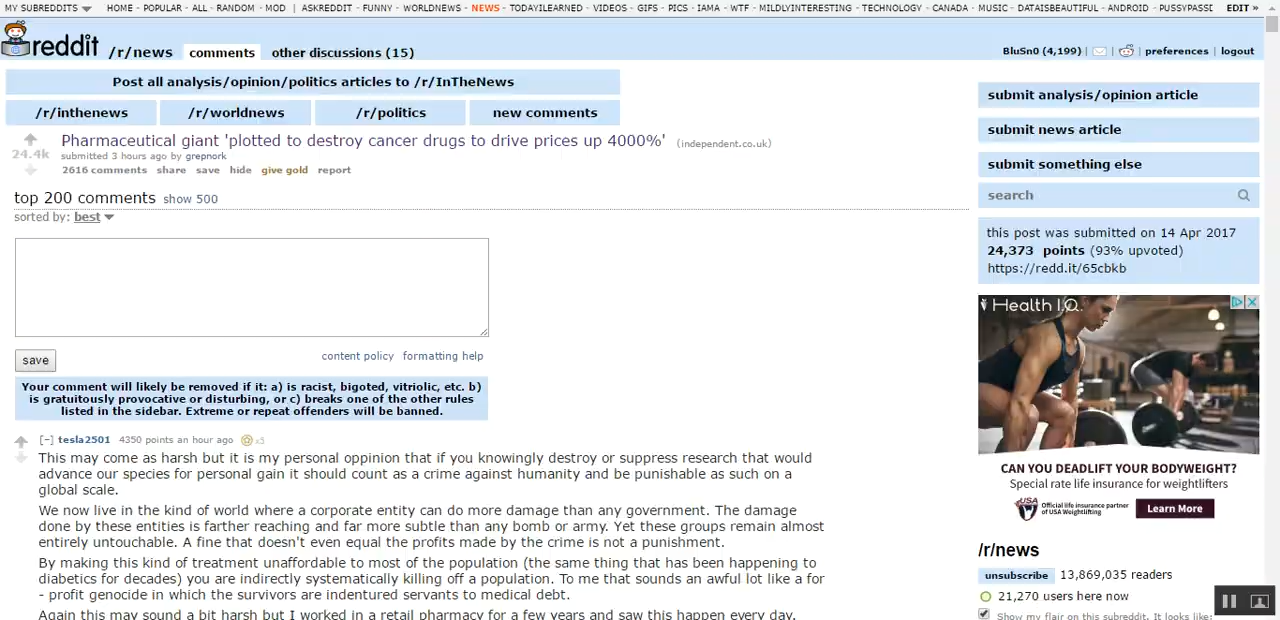 MY SUBREDDITS HOME - POPULAR - ALL - RANDOM - MOD | ASKREDDIT - FUNNY - WORLDNEWS - NEWS - TODAYILEARNED - VIDEOS - GIFS - PICS - IAMA - WTF - MILDLYINTERESTING - TECHNOLOGY - CANADA - MUSIC - DATAISBEAUTIFUL - ANDROID - PUSSYPASSI EDIT »
reddit /r/news comments other discussions (15)
BluSn0 (4,199) | | | preferences | logout
Post all analysis/opinion/politics articles to /r/InTheNews
/r/inthenews /r/worldnews /r/politics new comments
24.4k
Pharmaceutical giant 'plotted to destroy cancer drugs to drive prices up 4000%' (independent.co.uk)
submitted 3 hours ago by grepnork
2616 comments share save hide give gold report
top 200 comments show 500
sorted by: best
save
content policy formatting help
Your comment will likely be removed if it: a) is racist, bigoted, vitriolic, etc. b)
is gratuitously provocative or disturbing, or c) breaks one of the other rules
listed in the sidebar. Extreme or repeat offenders will be banned.
[–] tesla2501 4350 points an hour ago x5
This may come as harsh but it is my personal oppinion that if you knowingly destroy or suppress research that would
advance our species for personal gain it should count as a crime against humanity and be punishable as such on a
global scale.
We now live in the kind of world where a corporate entity can do more damage than any government. The damage
done by these entities is farther reaching and far more subtle than any bomb or army. Yet these groups remain almost
entirely untouchable. A fine that doesn't even equal the profits made by the crime is not a punishment.
By making this kind of treatment unaffordable to most of the population (the same thing that has been happening to
diabetics for decades) you are indirectly systematically killing off a population. To me that sounds an awful lot like a for
- profit genocide in which the survivors are indentured servants to medical debt.
Again this may sound a bit harsh but I worked in a retail pharmacy for a few years and saw this happen every day.
submit analysis/opinion article
submit news article
submit something else
search
this post was submitted on 14 Apr 2017
24,373 points (93% upvoted)
https://redd.it/65cbkb
Health I.Q.
CAN YOU DEADLIFT YOUR BODYWEIGHT?
Special rate life insurance for weightlifters
USA
Official life insurance partner
of USA Weightlifting
Learn More
/r/news
unsubscribe 13,869,035 readers
21,270 users here now
Show my flair on this subreddit. It looks like: